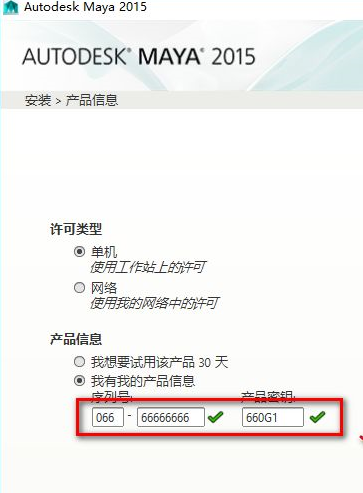 Autodesk Maya 2015
AUTODESK® MAYA® 2015
安装 > 产品信息
许可类型
单机
使用工作站上的许可
网络
使用我的网络中的许可
产品信息
我想要试用该产品 30 天
我有我的产品信息
序列号: 产品密钥:
066 - 66666666 660G1